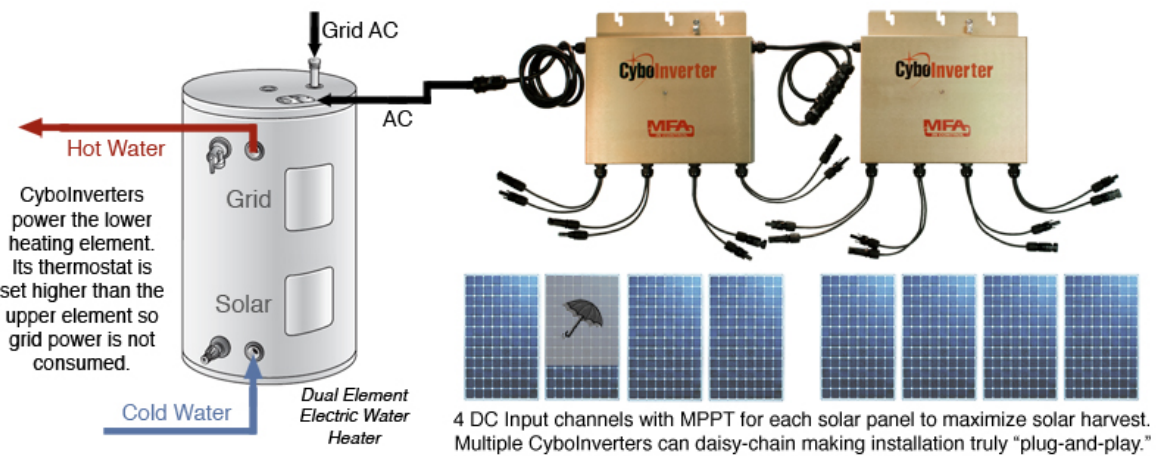 Grid AC
AC
Hot Water
CyboInverters
power the lower
heating element.
Its thermostat is
set higher than the
upper element so
grid power is not
consumed.
Grid
Solar
Cold Water
Dual Element
Electric Water
Heater
CyboInverter
MFA
CyboInverter
MFA
4 DC Input channels with MPPT for each solar panel to maximize solar harvest.
Multiple CyboInverters can daisy-chain making installation truly “plug-and-play.”